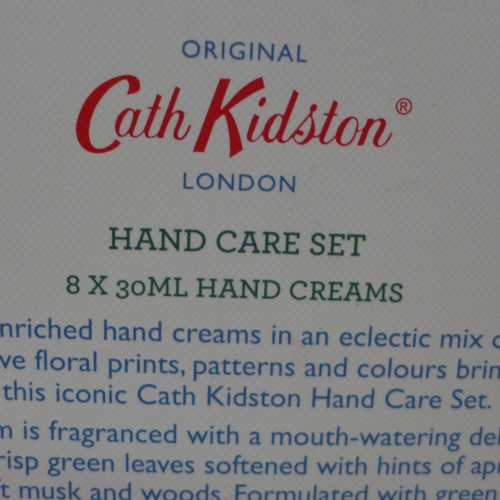 ORIGINAL
Cath Kidston®
LONDON
HAND CARE SET
8 X 30ML HAND CREAMS
nriched hand creams in an eclectic mix
ve floral prints, patterns and colours brin
this iconic Cath Kidston Hand Care Set.
m is fragranced with a mouth-watering del
risp green leaves softened with hints of ap
ft musk and woods. Formulated with green